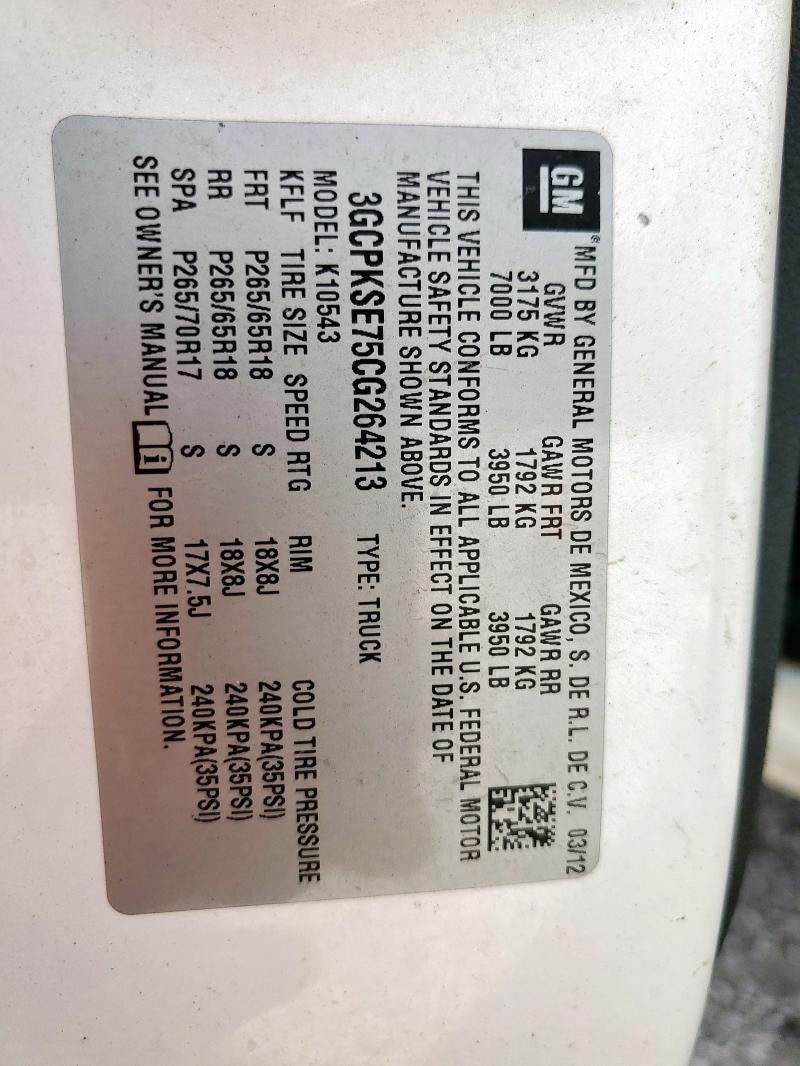 GM
®MFD BY GENERAL MOTORS DE MEXICO, S. DE R.L. DE C.V. 03/12
GVWR GAWR FRT GAWR RR
3175 KG 1792 KG 1792 KG
7000 LB 3950 LB 3950 LB
THIS VEHICLE CONFORMS TO ALL APPLICABLE U.S. FEDERAL MOTOR
VEHICLE SAFETY STANDARDS IN EFFECT ON THE DATE OF
MANUFACTURE SHOWN ABOVE.
3GCPKSE75CG264213 TYPE: TRUCK
MODEL: K10543
KFLF TIRE SIZE SPEED RTG RIM COLD TIRE PRESSURE
FRT P265/65R18 S 18X8J 240KPA(35PSI)
RR P265/65R18 S 18X8J 240KPA(35PSI)
SPA P265/70R17 S 17X7.5J 240KPA(35PSI)
SEE OWNER'S MANUAL i FOR MORE INFORMATION.